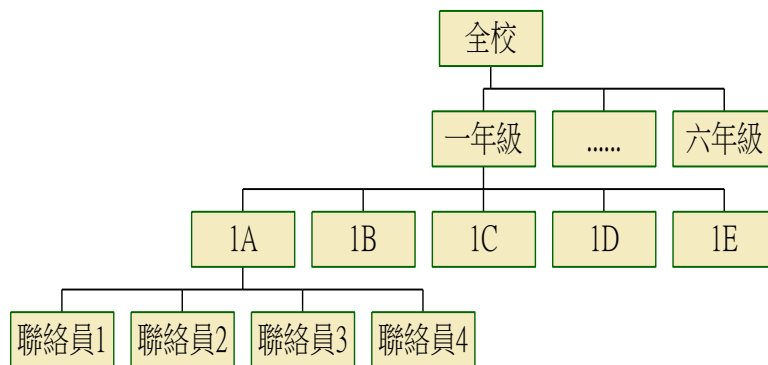 全校
一年級
......
六年級
1A
1B
1C
1D
1E
聯絡員1
聯絡員2
聯絡員3
聯絡員4